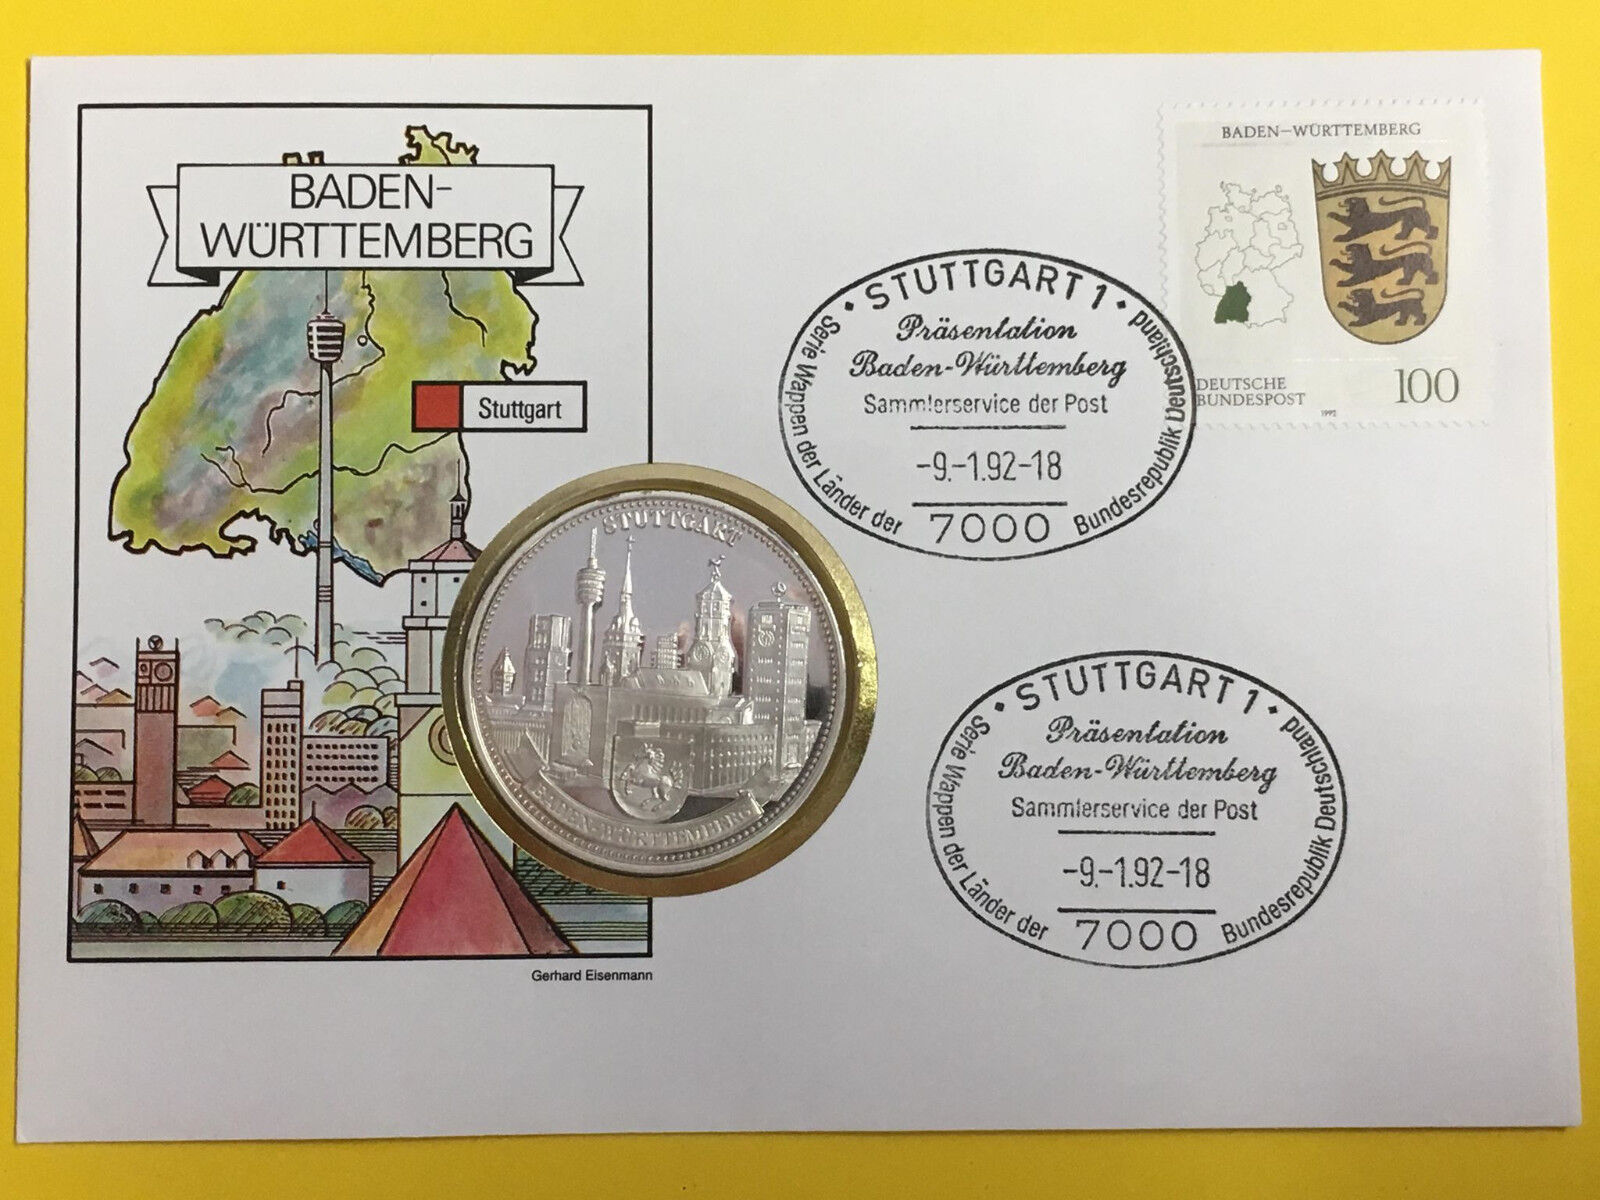 BADEN-
WÜRTTEMBERG
Stuttgart
Gerhard Eisenmann
STUTTGART
BADEN-WÜRTTEMBERG
BADEN-WÜRTTEMBERG
DEUTSCHE
BUNDESPOST
1992
100
• STUTTGART 1 •
Präsentation
Baden-Württemberg
Sammlerservice der Post
-9.-1.92-18
7000
Serie Wappen der Länder der Bundesrepublik Deutschland
• STUTTGART 1 •
Präsentation
Baden-Württemberg
Sammlerservice der Post
-9.-1.92-18
7000
Serie Wappen der Länder der Bundesrepublik Deutschland